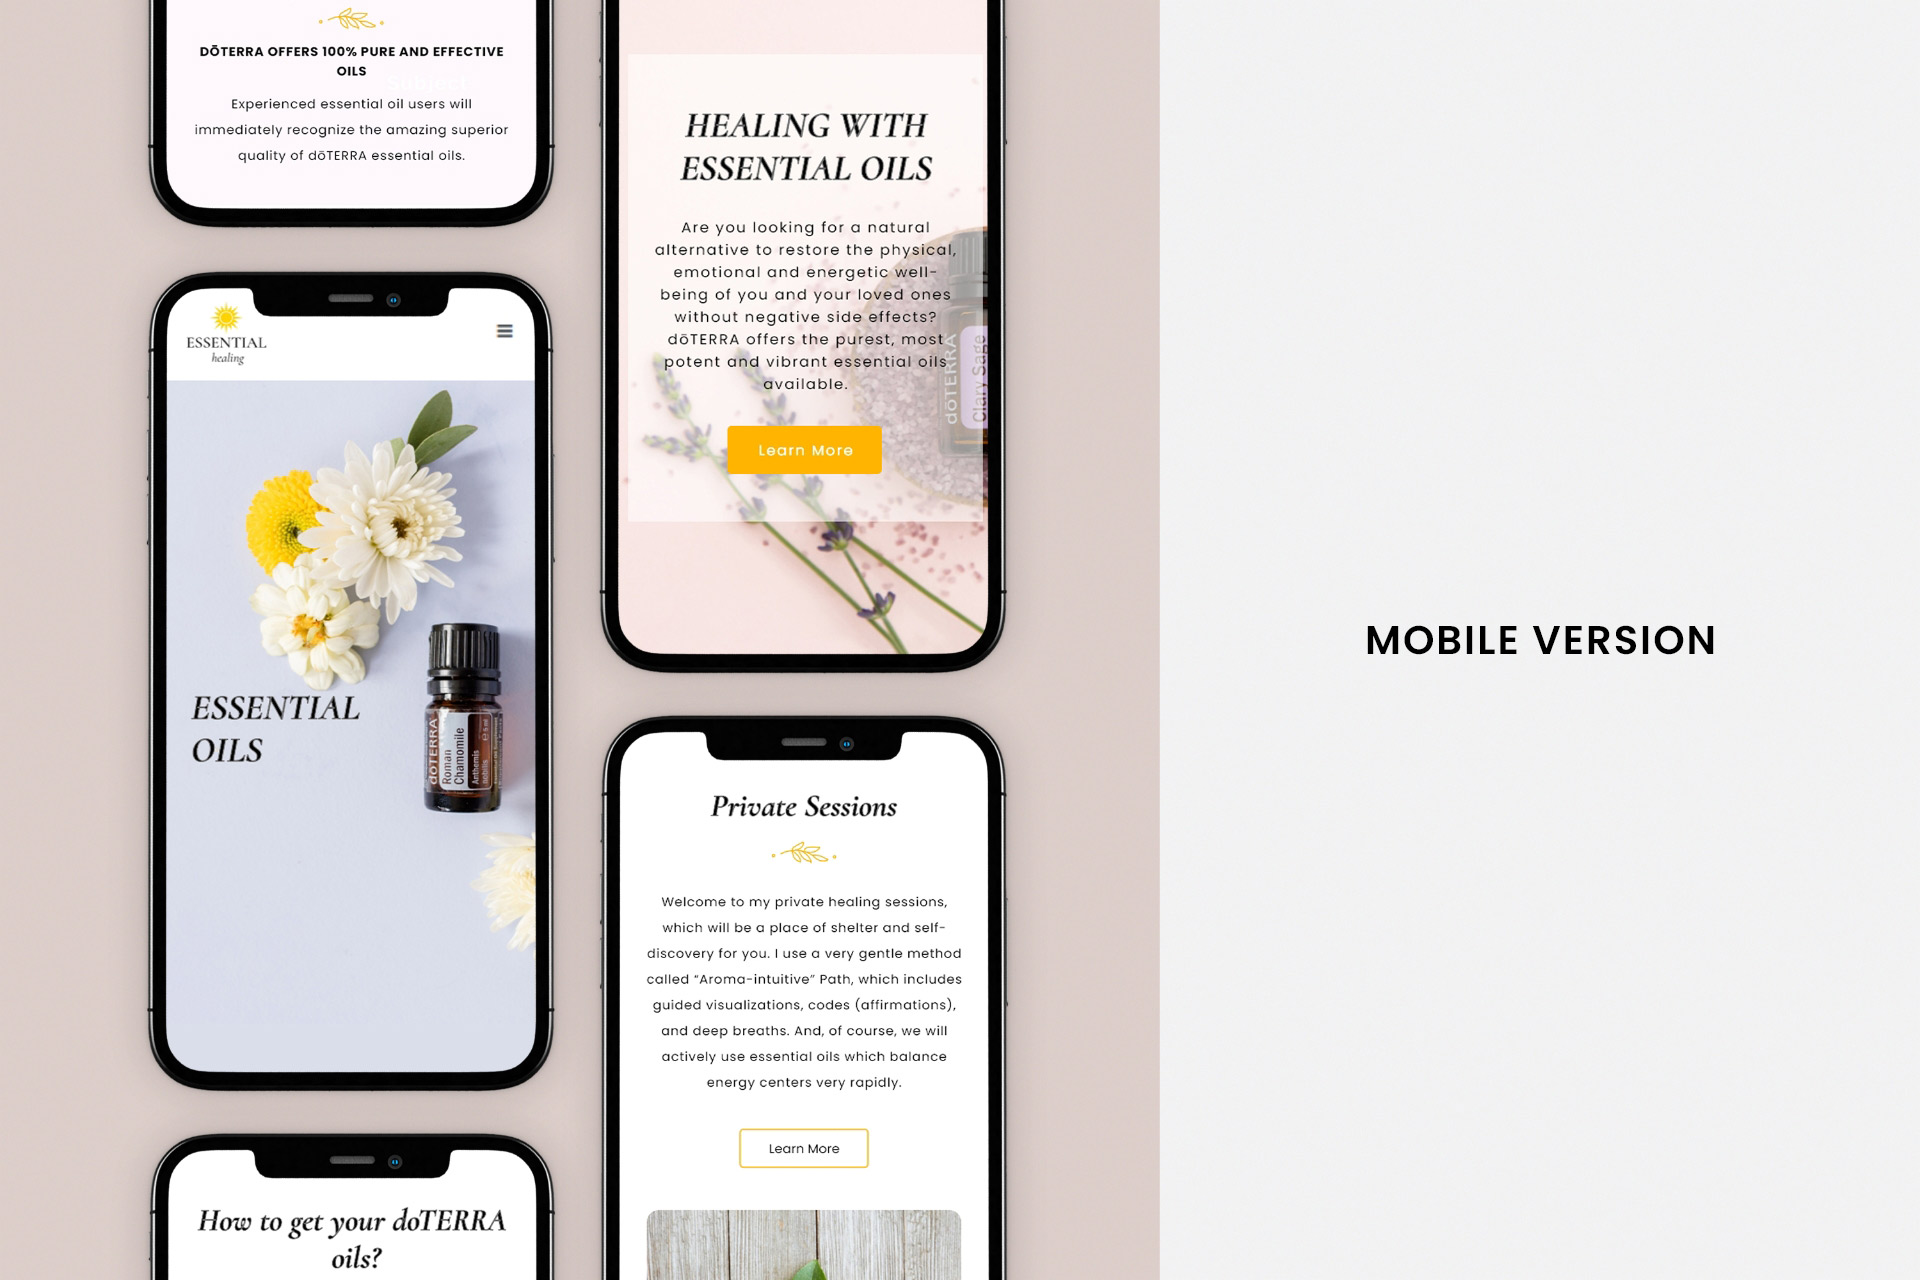 DŌTERRA OFFERS 100% PURE AND EFFECTIVE
OILS
Experienced essential oil users will
immediately recognize the amazing superior
quality of dōTERRA essential oils.
ESSENTIAL
healing
ESSENTIAL
OILS
dōTERRA
Roman
Chamomile
Anthemis
nobilis
5 ml
How to get your doTERRA
oils?
HEALING WITH
ESSENTIAL OILS
Are you looking for a natural
alternative to restore the physical,
emotional and energetic well-
being of you and your loved ones
without negative side effects?
dōTERRA offers the purest, most
potent and vibrant essential oils
available.
Learn More
dōTERRA
Clary Sage
Private Sessions
Welcome to my private healing sessions,
which will be a place of shelter and self-
discovery for you. I use a very gentle method
called “Aroma-intuitive” Path, which includes
guided visualizations, codes (affirmations),
and deep breaths. And, of course, we will
actively use essential oils which balance
energy centers very rapidly.
Learn More
MOBILE VERSION